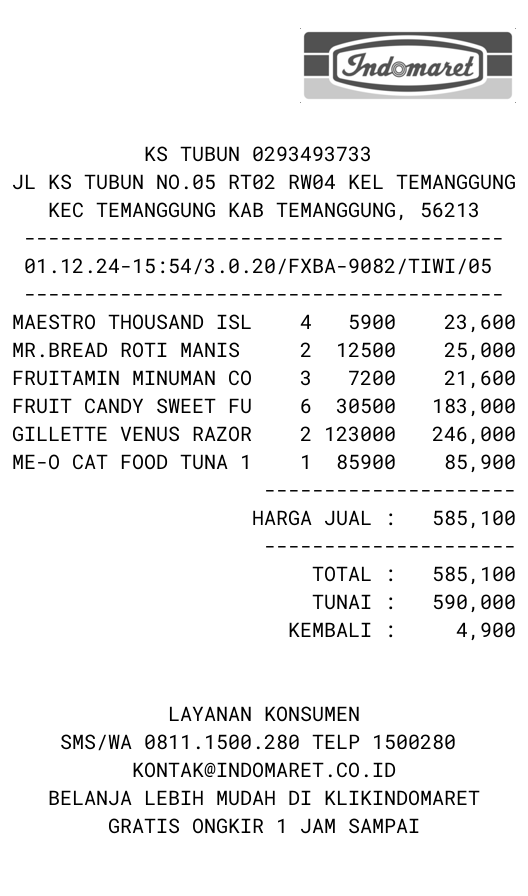 Indomaret
KS TUBUN 0293493733
JL KS TUBUN NO.05 RT02 RW04 KEL TEMANGGUNG
KEC TEMANGGUNG KAB TEMANGGUNG, 56213
----------------------------------------
01.12.24-15:54/3.0.20/FXBA-9082/TIWI/05
----------------------------------------
MAESTRO THOUSAND ISL 4 5900 23,600
MR.BREAD ROTI MANIS 2 12500 25,000
FRUITAMIN MINUMAN CO 3 7200 21,600
FRUIT CANDY SWEET FU 6 30500 183,000
GILLETTE VENUS RAZOR 2 123000 246,000
ME-O CAT FOOD TUNA 1 1 85900 85,900
---------------------
HARGA JUAL : 585,100
---------------------
TOTAL : 585,100
TUNAI : 590,000
KEMBALI : 4,900
LAYANAN KONSUMEN
SMS/WA 0811.1500.280 TELP 1500280
KONTAK@INDOMARET.CO.ID
BELANJA LEBIH MUDAH DI KLIKINDOMARET
GRATIS ONGKIR 1 JAM SAMPAI